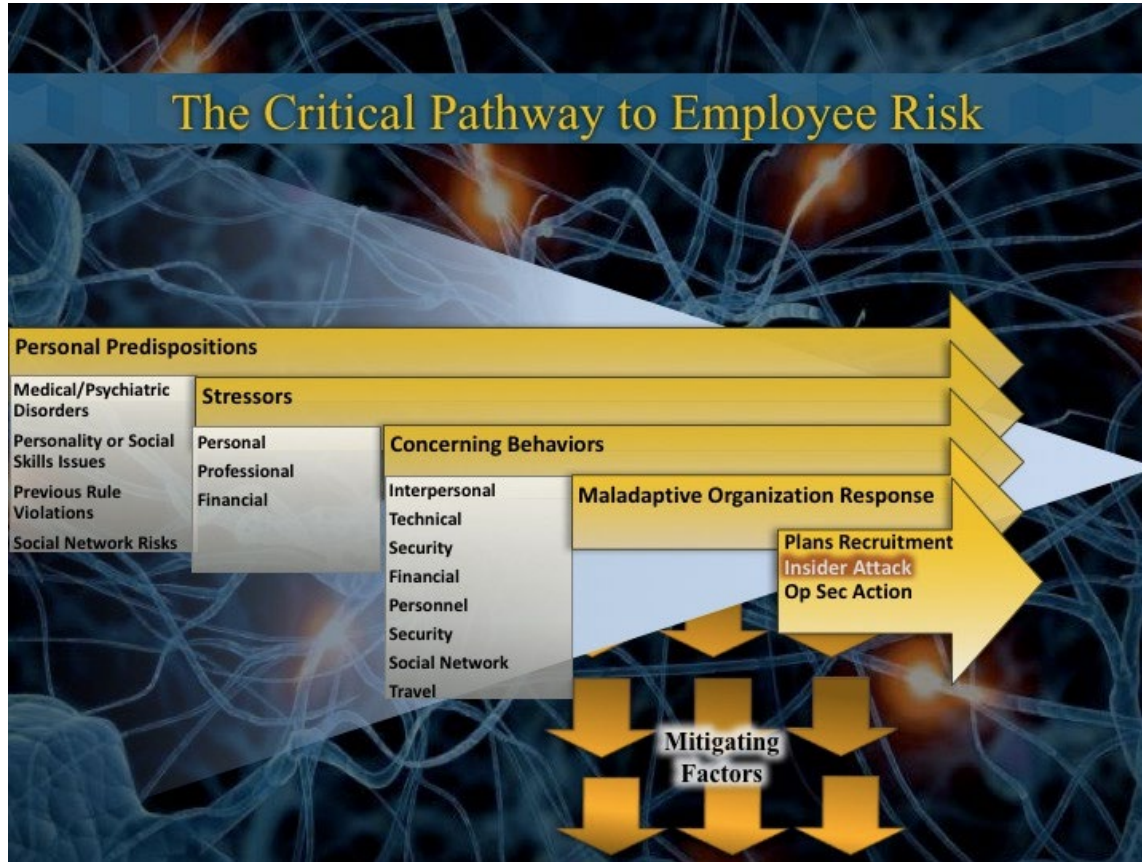 The Critical Pathway to Employee Risk
Personal Predispositions
Medical/Psychiatric
Disorders
Personality or Social
Skills Issues
Previous Rule
Violations
Social Network Risks
Stressors
Personal
Professional
Financial
Concerning Behaviors
Interpersonal
Technical
Security
Financial
Personnel
Security
Social Network
Travel
Maladaptive Organization Response
Plans Recruitment
Insider Attack
Op Sec Action
Mitigating
Factors